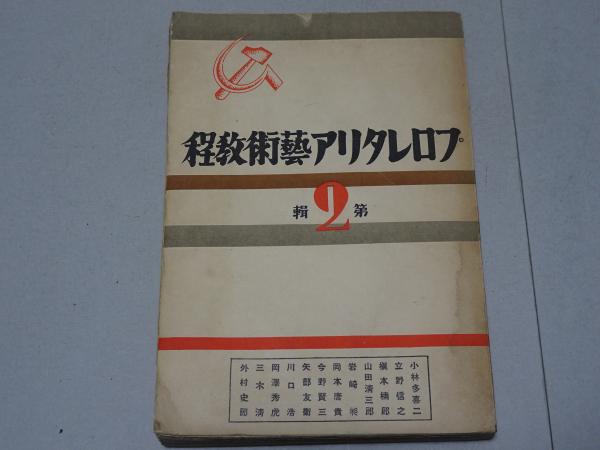 プロレタリア藝術教程
第2輯
小林多喜二
立野信之
槇本楠郎
山田清三郎
岩崎昶
岡本唐貴
今野賢三
矢部友衛
川口浩
岡澤秀虎
三木清
外村史郎